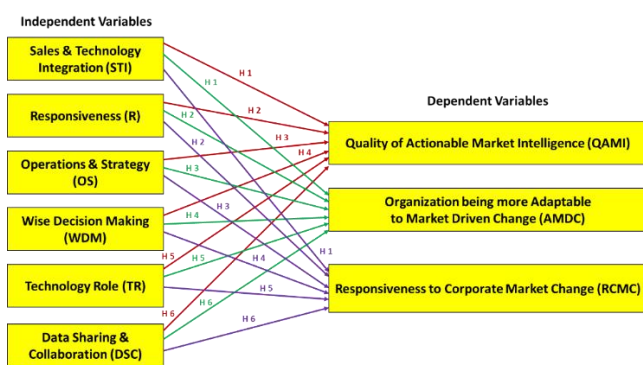 Independent Variables
Sales & Technology
Integration (STI)
Responsiveness (R)
Operations & Strategy
(OS)
Wise Decision Making
(WDM)
Technology Role (TR)
Data Sharing &
Collaboration (DSC)
H 1
H 1
H 2
H 2
H 3
H 2
H 4
H 3
H 3
H 4
H 1
H 5
H 5
H 4
H 5
H 6
H 6
H 6
Dependent Variables
Quality of Actionable Market Intelligence (QAMI)
Organization being more Adaptable
to Market Driven Change (AMDC)
Responsiveness to Corporate Market Change (RCMC)